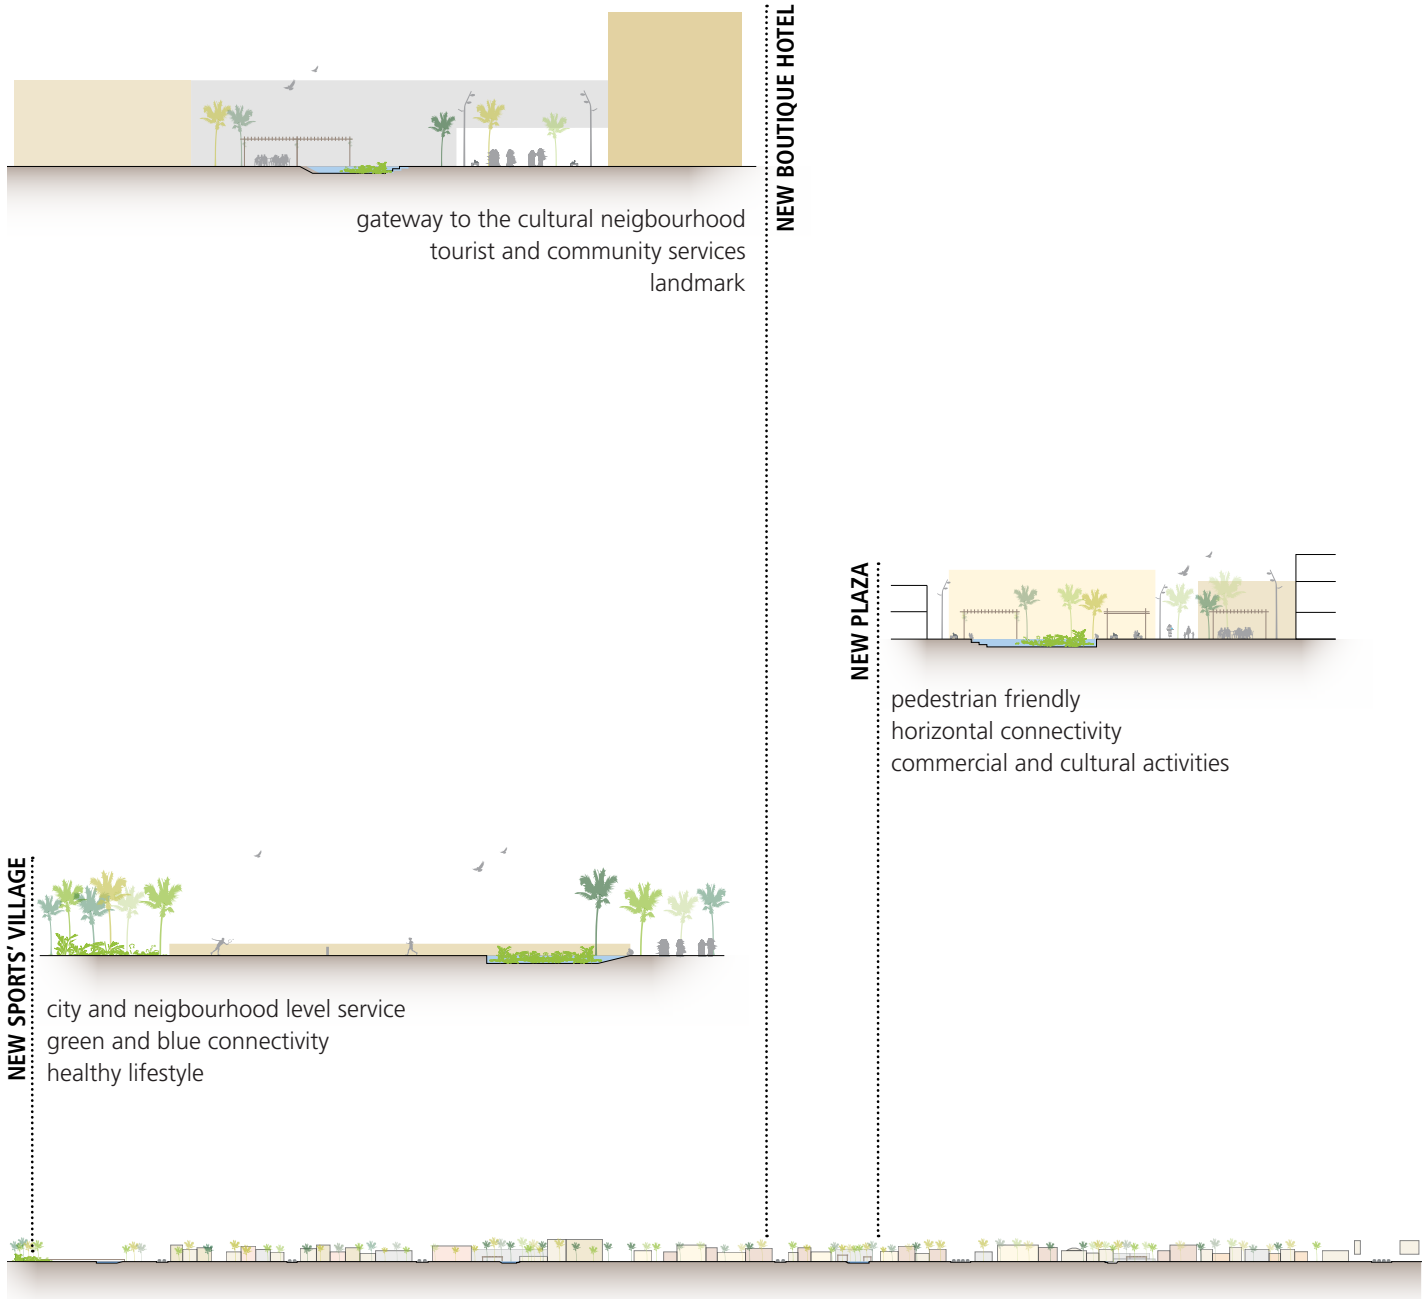 NEW BOUTIQUE HOTEL
gateway to the cultural neigbourhood
tourist and community services
landmark
NEW PLAZA
pedestrian friendly
horizontal connectivity
commercial and cultural activities
NEW SPORTS' VILLAGE
city and neigbourhood level service
green and blue connectivity
healthy lifestyle